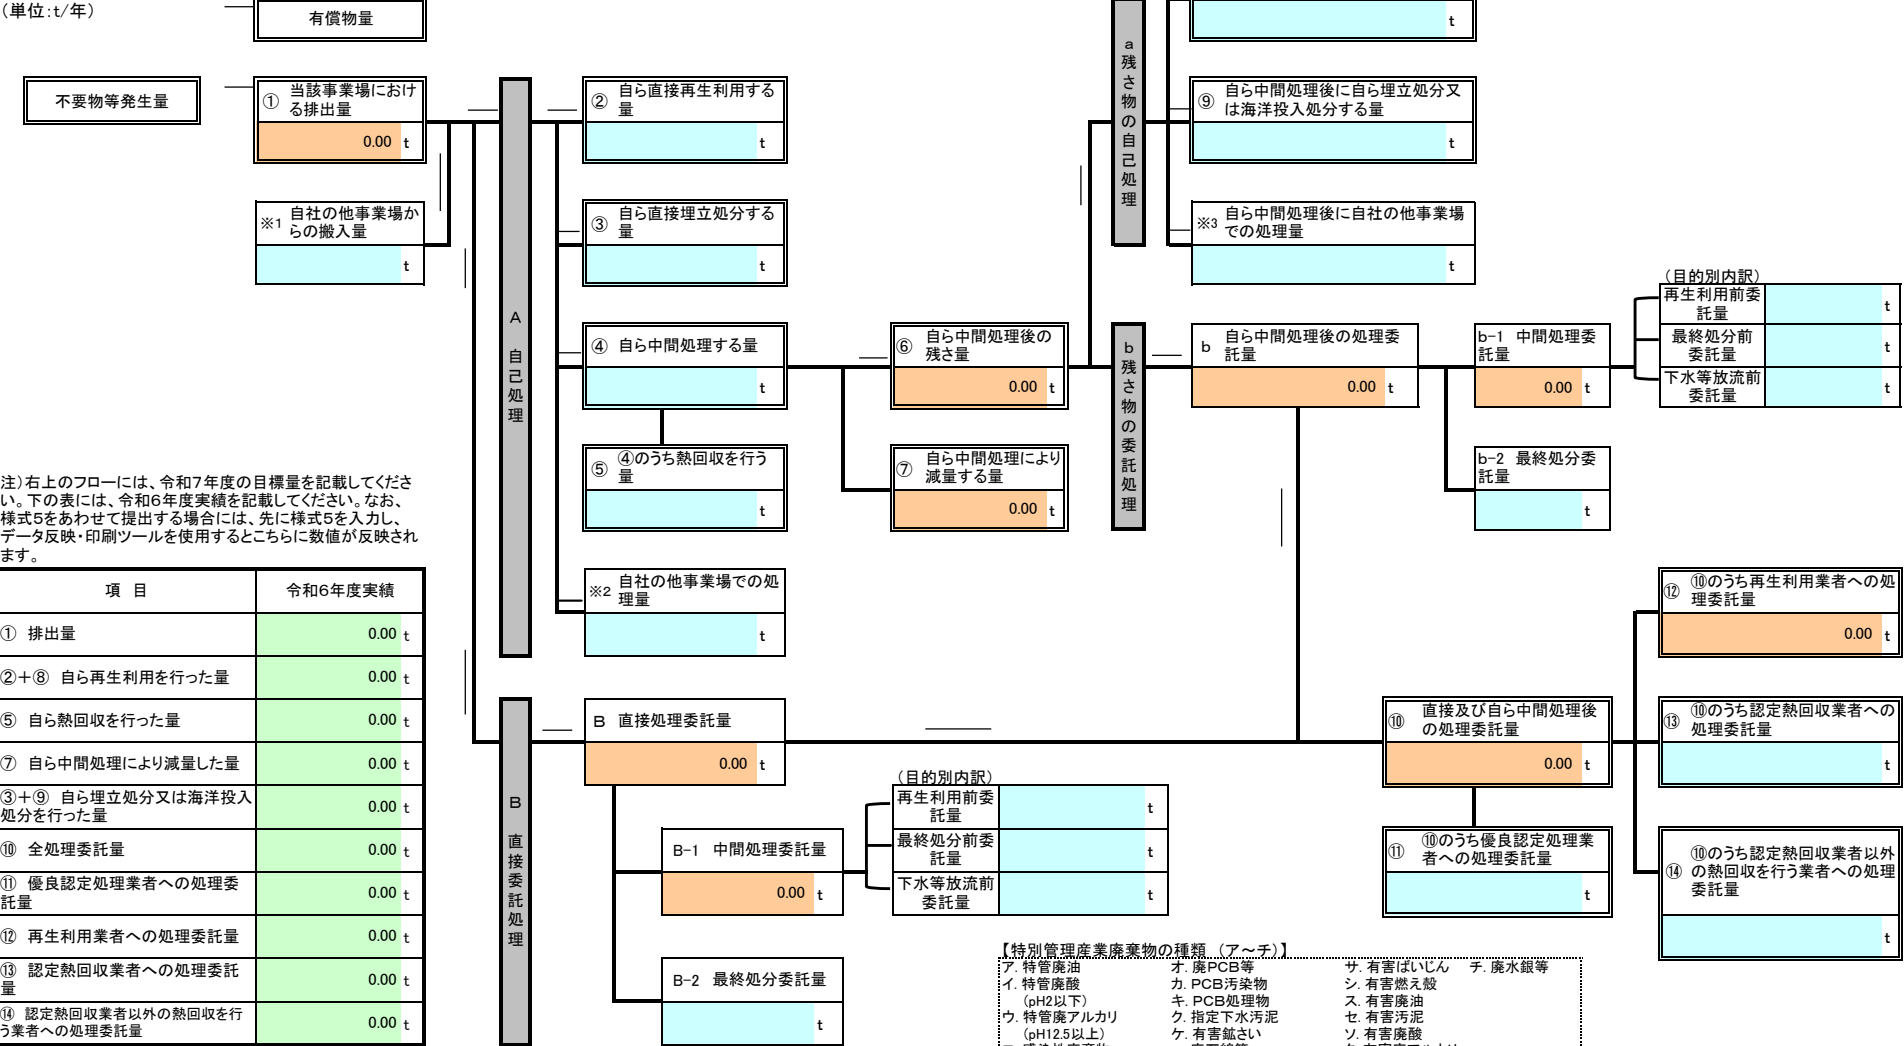 （単位：t/年）
有償物量
t
不要物等発生量
① 当該事業場におけ
る排出量
0.00 t
② 自ら直接再生利用する
量
t
⑨ 自ら中間処理後に自ら埋立処分又
は海洋投入処分する量
t
a 残さ物の自己処理
※1 自社の他事業場か
らの搬入量
t
③ 自ら直接埋立処分する
量
t
※3 自ら中間処理後に自社の他事業場
での処理量
t
A 自己処理
④ 自ら中間処理する量
t
⑥ 自ら中間処理後の
残さ量
0.00 t
b 残さ物の委託処理
b 自ら中間処理後の処理委
託量
0.00 t
b-1 中間処理委
託量
0.00 t
（目的別内訳）
再生利用前委
託量
t
最終処分前
委託量
t
下水等放流前
委託量
t
⑤ ④のうち熱回収を行う
量
t
⑦ 自ら中間処理により
減量する量
0.00 t
b-2 最終処分委
託量
t
注）右上のフローには、令和7年度の目標量を記載してくださ
い。下の表には、令和6年度実績を記載してください。なお、
様式5をあわせて提出する場合には、先に様式5を入力し、
データ反映・印刷ツールを使用するとこちらに数値が反映され
ます。
※2 自社の他事業場での処
理量
t
項 目 令和6年度実績
① 排出量 0.00 t
②＋⑧ 自ら再生利用を行った量 0.00 t
⑤ 自ら熱回収を行った量 0.00 t
⑦ 自ら中間処理により減量した量 0.00 t
③＋⑨ 自ら埋立処分又は海洋投入
処分を行った量 0.00 t
⑩ 全処理委託量 0.00 t
⑪ 優良認定処理業者への処理委
託量 0.00 t
⑫ 再生利用業者への処理委託量 0.00 t
⑬ 認定熱回収業者への処理委託
量 0.00 t
⑭ 認定熱回収業者以外の熱回収を行
う業者への処理委託量 0.00 t
B 直接委託処理
B 直接処理委託量
0.00 t
B-1 中間処理委託量
0.00 t
B-2 最終処分委託量
t
（目的別内訳）
再生利用前委
託量
t
最終処分前委
託量
t
下水等放流前
委託量
t
⑩ 直接及び自ら中間処理後
の処理委託量
0.00 t
⑪ ⑩のうち優良認定処理業
者への処理委託量
t
⑫ ⑩のうち再生利用業者への処
理委託量
0.00 t
⑬ ⑩のうち認定熱回収業者への
処理委託量
t
⑭ ⑩のうち認定熱回収業者以外
の熱回収を行う業者への処理
委託量
t
【特別管理産業廃棄物の種類 （ア～チ）】
ア. 特管廃油 オ. 廃PCB等 サ. 有害ばいじん チ. 廃水銀等
イ. 特管廃酸 カ. PCB汚染物 シ. 有害燃え殻
（pH2以下） キ. PCB処理物 ス. 有害廃油
ウ. 特管廃アルカリ ク. 指定下水汚泥 セ. 有害汚泥
（pH12.5以上） ケ. 有害鉱さい ソ. 有害廃酸